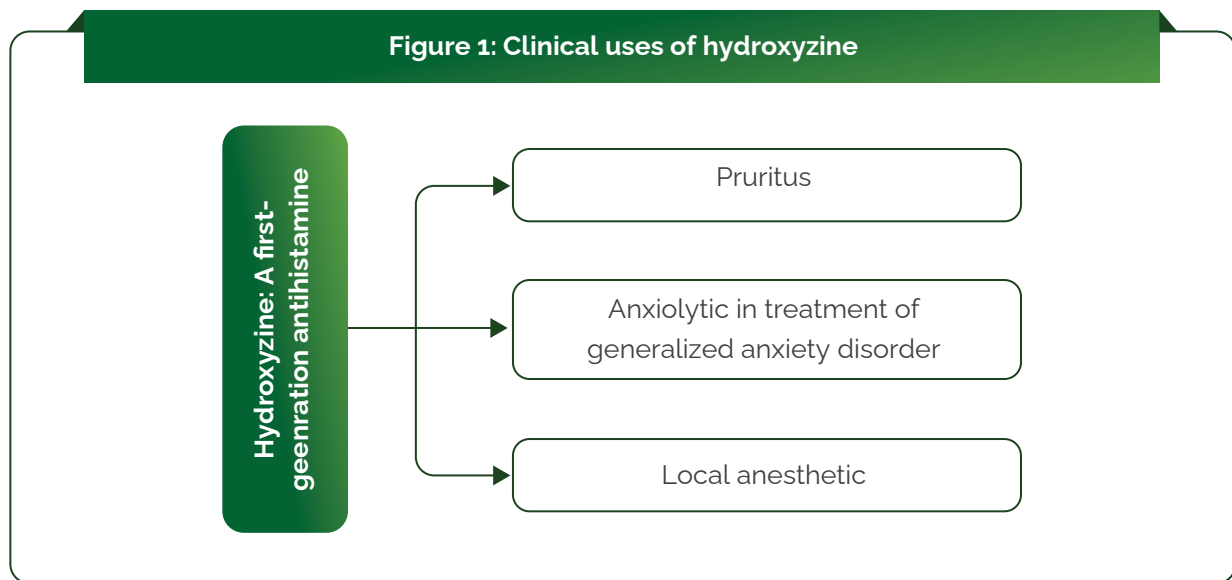 Figure 1: Clinical uses of hydroxyzine
Hydroxyzine: A first-
geenration antihistamine
Pruritus
Anxiolytic in treatment of
generalized anxiety disorder
Local anesthetic